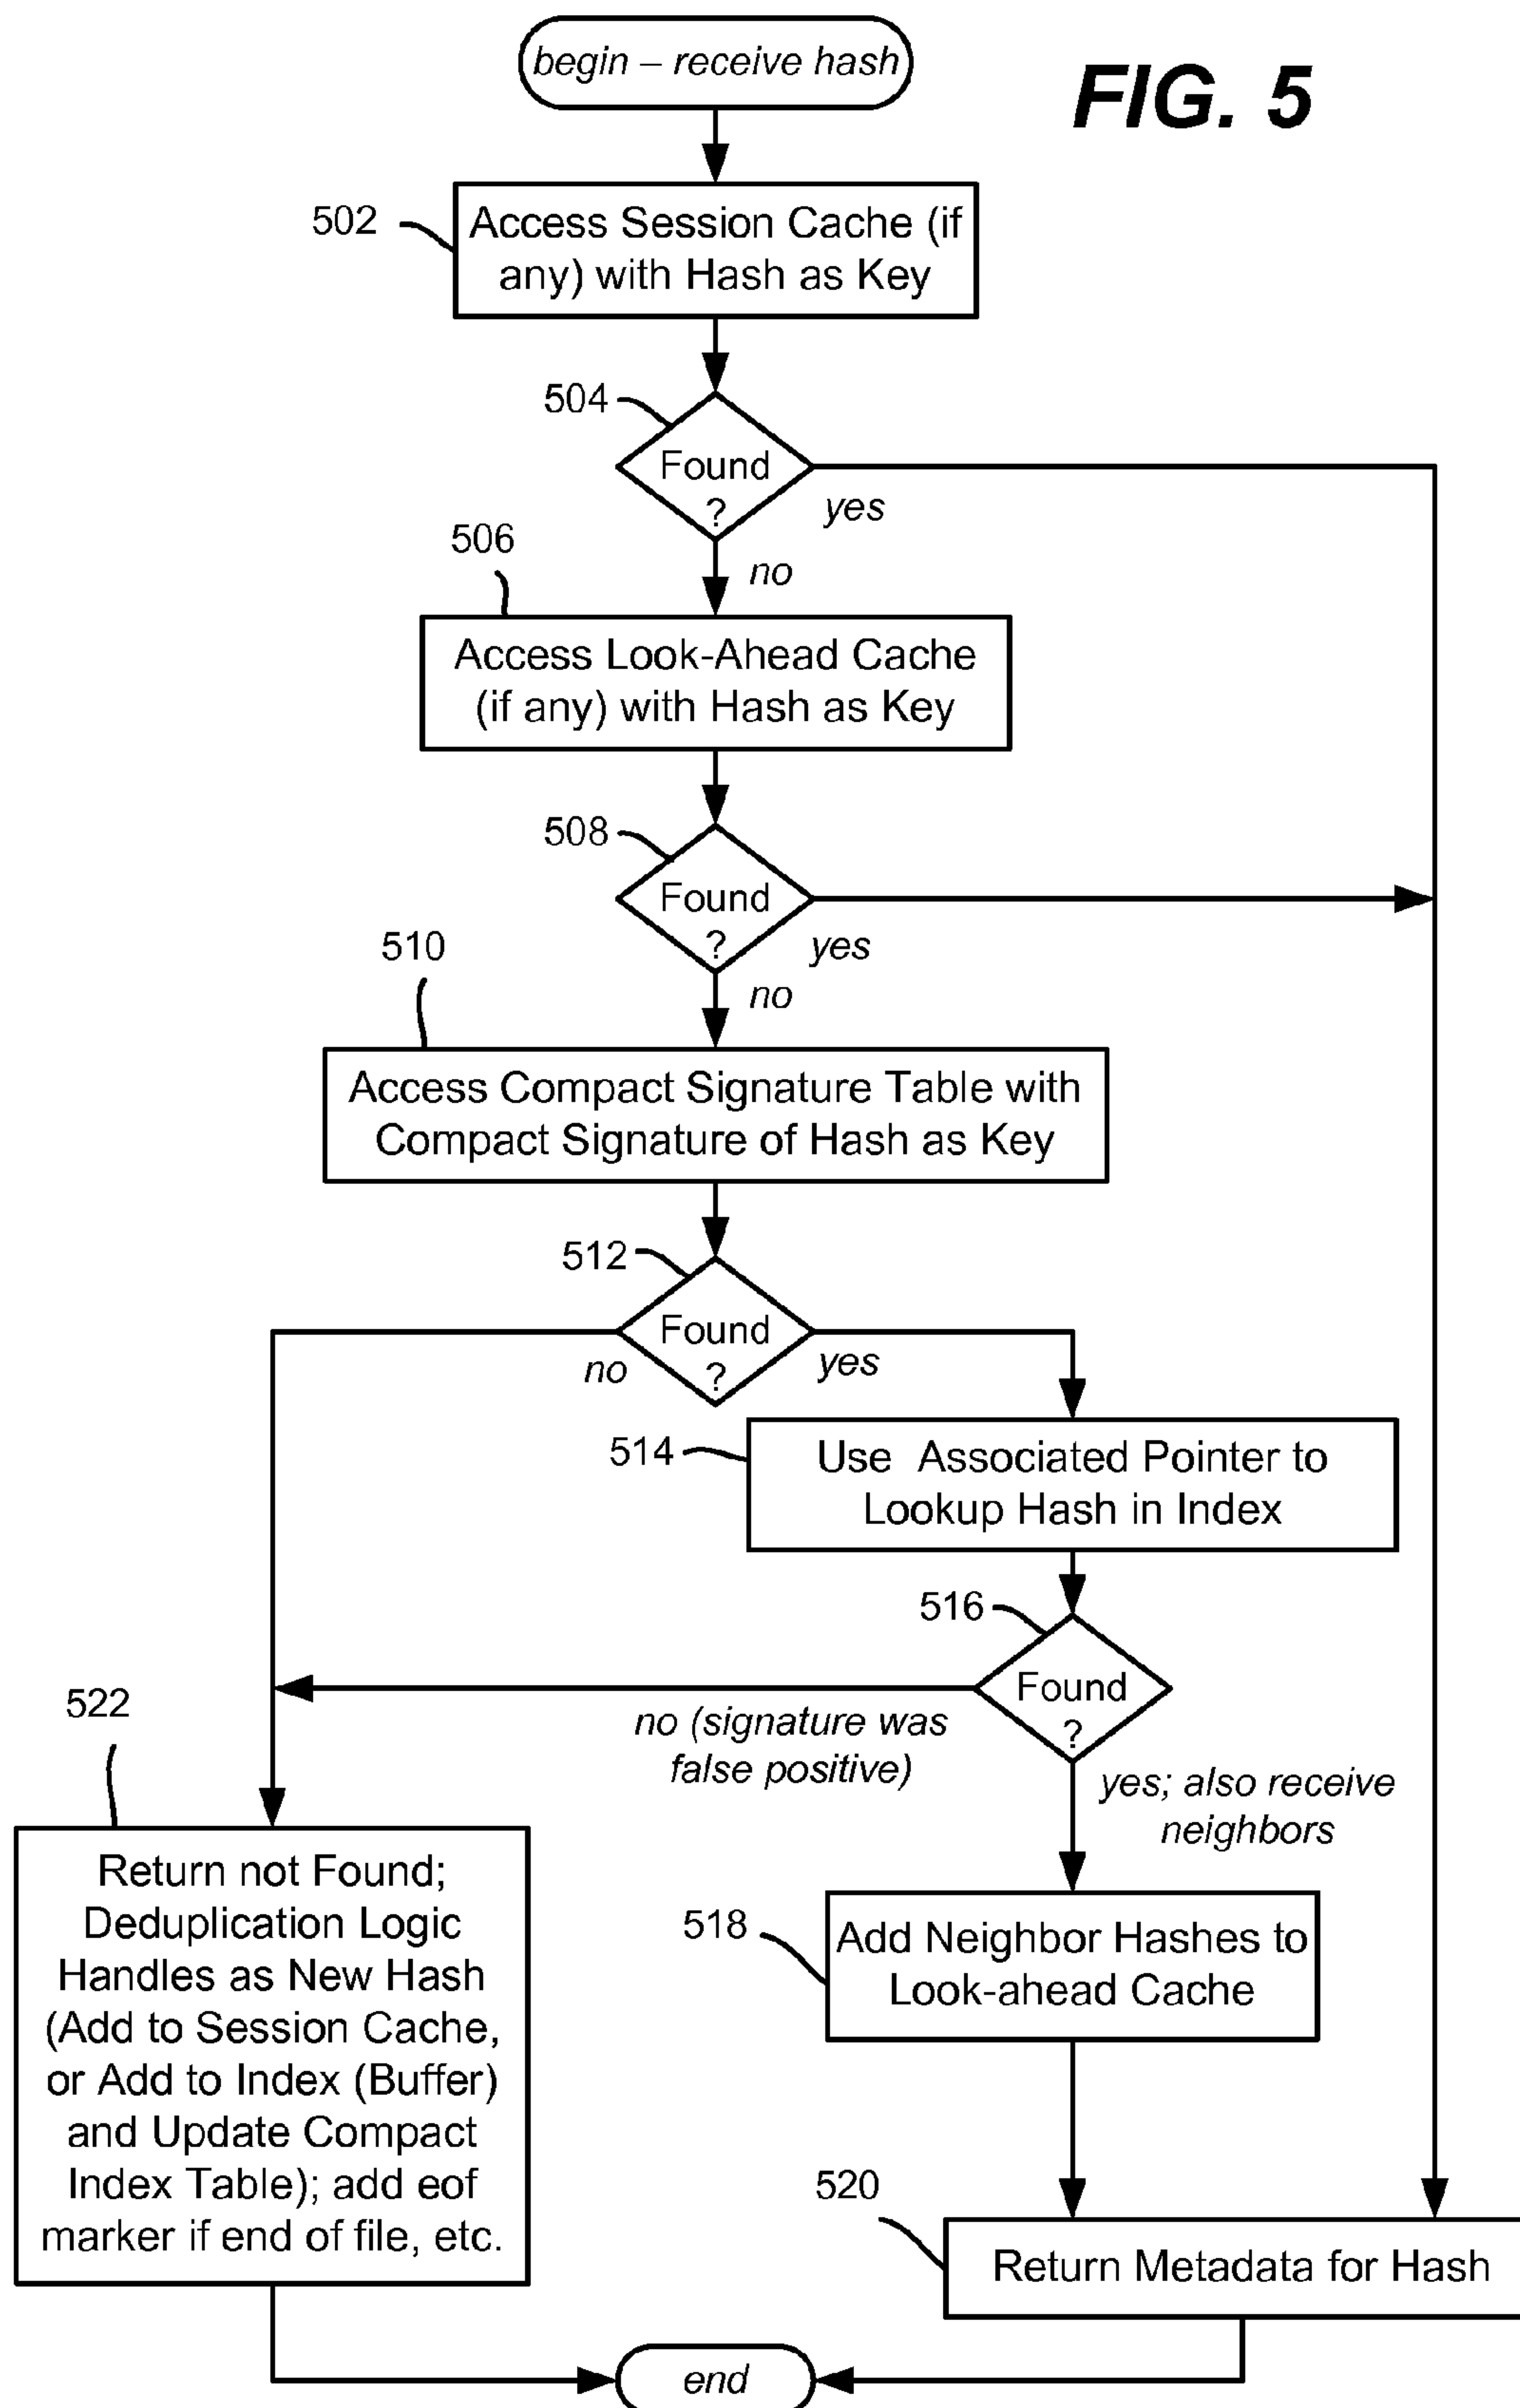 begin – receive hash
FIG. 5
502
Access Session Cache (if
any) with Hash as Key
504
Found
?
yes
no
506
Access Look-Ahead Cache
(if any) with Hash as Key
508
Found
?
yes
no
510
Access Compact Signature Table with
Compact Signature of Hash as Key
512
Found
?
no
yes
514
Use Associated Pointer to
Lookup Hash in Index
516
Found
?
no (signature was
false positive)
yes; also receive
neighbors
522
Return not Found;
Deduplication Logic
Handles as New Hash
(Add to Session Cache,
or Add to Index (Buffer)
and Update Compact
Index Table); add eof
marker if end of file, etc.
518
Add Neighbor Hashes to
Look-ahead Cache
520
Return Metadata for Hash
end